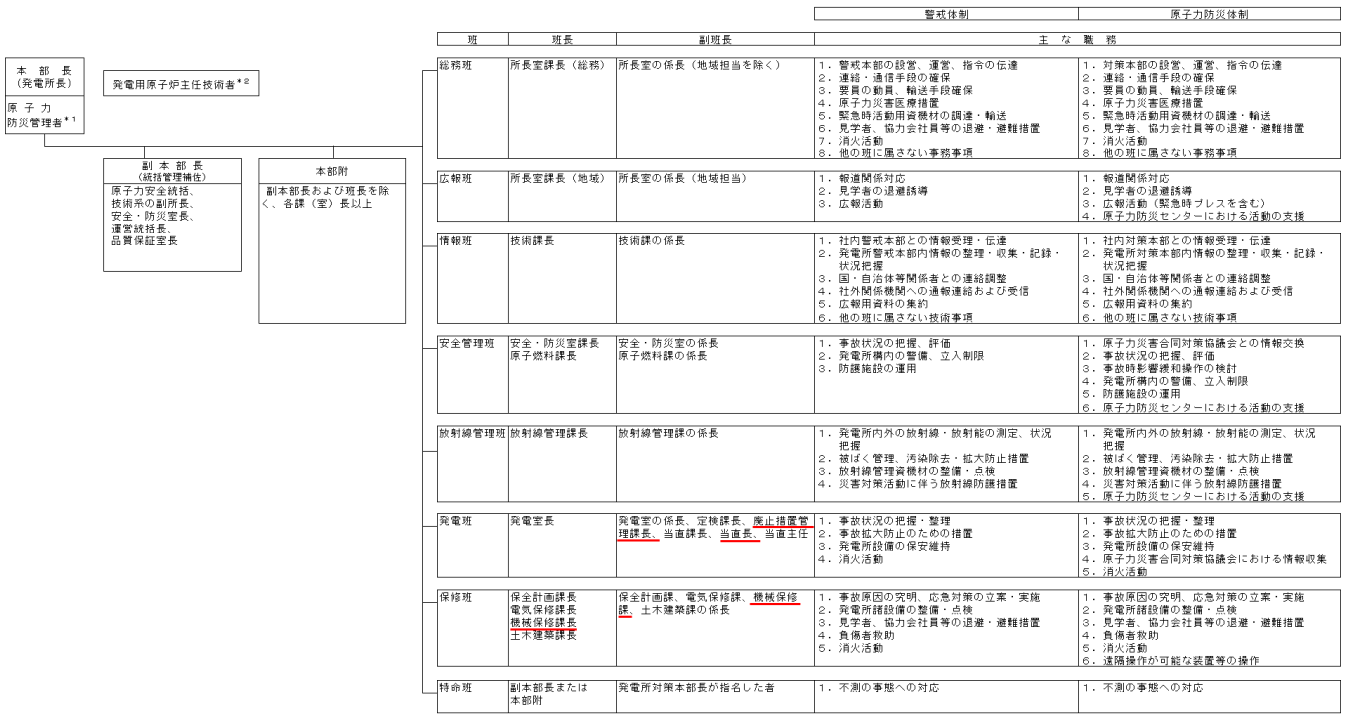 警戒体制
原子力防災体制
班
班長
副班長
主な職務
本部長
(発電所長)
原子力
防災管理者*1
発電用原子炉主任技術者*2
副本部長
(統括管理補佐)
原子力安全統括、
技術系の副所長、
安全・防災室長、
運営統括長、
品質保証室長
本部附
副本部長および班長を除
く、各課（室）長以上
総務班
所長室課長（総務）
所長室の係長（地域担当を除く）
1．警戒本部の設営、運営、指令の伝達
2．連絡・通信手段の確保
3．要員の動員、輸送手段確保
4．原子力災害医療措置
5．緊急時活動用資機材の調達・輸送
6．見学者、協力会社員等の退避・避難措置
7．消火活動
8．他の班に属さない事務事項
1．対策本部の設営、運営、指令の伝達
2．連絡・通信手段の確保
3．要員の動員、輸送手段確保
4．原子力災害医療措置
5．緊急時活動用資機材の調達・輸送
6．見学者、協力会社員等の退避・避難措置
7．消火活動
8．他の班に属さない事務事項
広報班
所長室課長（地域）
所長室の係長（地域担当）
1．報道関係対応
2．見学者の退避誘導
3．広報活動
1．報道関係対応
2．見学者の退避誘導
3．広報活動（緊急時プレスを含む）
4．原子力防災センターにおける活動の支援
情報班
技術課長
技術課の係長
1．社内警戒本部との情報受理・伝達
2．発電所警戒本部内情報の整理・収集・記録・
状況把握
3．国・自治体等関係者との連絡調整
4．社外関係機関への通報連絡および受信
5．広報用資料の集約
6．他の班に属さない技術事項
1．社内対策本部との情報受理・伝達
2．発電所対策本部内情報の整理・収集・記録・
状況把握
3．国・自治体等関係者との連絡調整
4．社外関係機関への通報連絡および受信
5．広報用資料の集約
6．他の班に属さない技術事項
安全管理班
安全・防災室課長
原子燃料課長
安全・防災室の係長
原子燃料課の係長
1．事故状況の把握、評価
2．発電所構内の警備、立入制限
3．防護施設の運用
1．原子力災害合同対策協議会との情報交換
2．事故状況の把握、評価
3．事故時影響緩和操作の検討
4．発電所構内の警備、立入制限
5．防護施設の運用
6．原子力防災センターにおける活動の支援
放射線管理班
放射線管理課長
放射線管理課の係長
1．発電所内外の放射線・放射能の測定、状況
把握
2．被ばく管理、汚染除去・拡大防止措置
3．放射線管理資機材の整備・点検
4．災害対策活動に伴う放射線防護措置
1．発電所内外の放射線・放射能の測定、状況
把握
2．被ばく管理、汚染除去・拡大防止措置
3．放射線管理資機材の整備・点検
4．災害対策活動に伴う放射線防護措置
5．原子力防災センターにおける活動の支援
発電班
発電室長
発電室の係長、定検課長、廃止措置管
理課長、当直課長、当直長、当直主任
1．事故状況の把握・整理
2．事故拡大防止のための措置
3．発電所設備の保安維持
4．消火活動
1．事故状況の把握・整理
2．事故拡大防止のための措置
3．発電所設備の保安維持
4．原子力災害合同対策協議会における情報収集
5．消火活動
保修班
保全計画課長
電気保修課長
機械保修課長
土木建築課長
保全計画課、電気保修課、機械保修
課、土木建築課の係長
1．事故原因の究明、応急対策の立案・実施
2．発電所諸設備の整備・点検
3．見学者、協力会社員等の退避・避難措置
4．負傷者救助
5．消火活動
1．事故原因の究明、応急対策の立案・実施
2．発電所諸設備の整備・点検
3．見学者、協力会社員等の退避・避難措置
4．負傷者救助
5．消火活動
6．遠隔操作が可能な装置等の操作
特命班
副本部長または
本部附
発電所対策本部長が指名した者
1．不測の事態への対応
1．不測の事態への対応